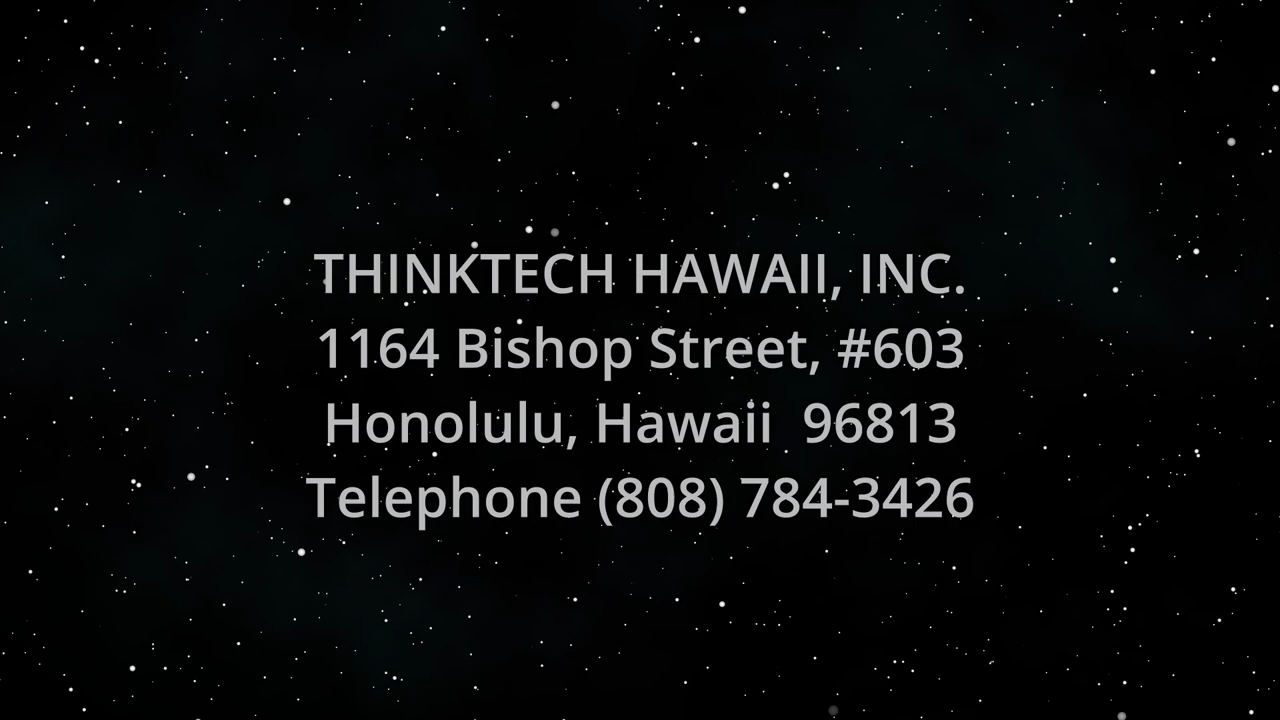 THINKTECH HAWAII, INC.
1164 Bishop Street, #603
Honolulu, Hawaii  96813
Telephone (808) 784-3426